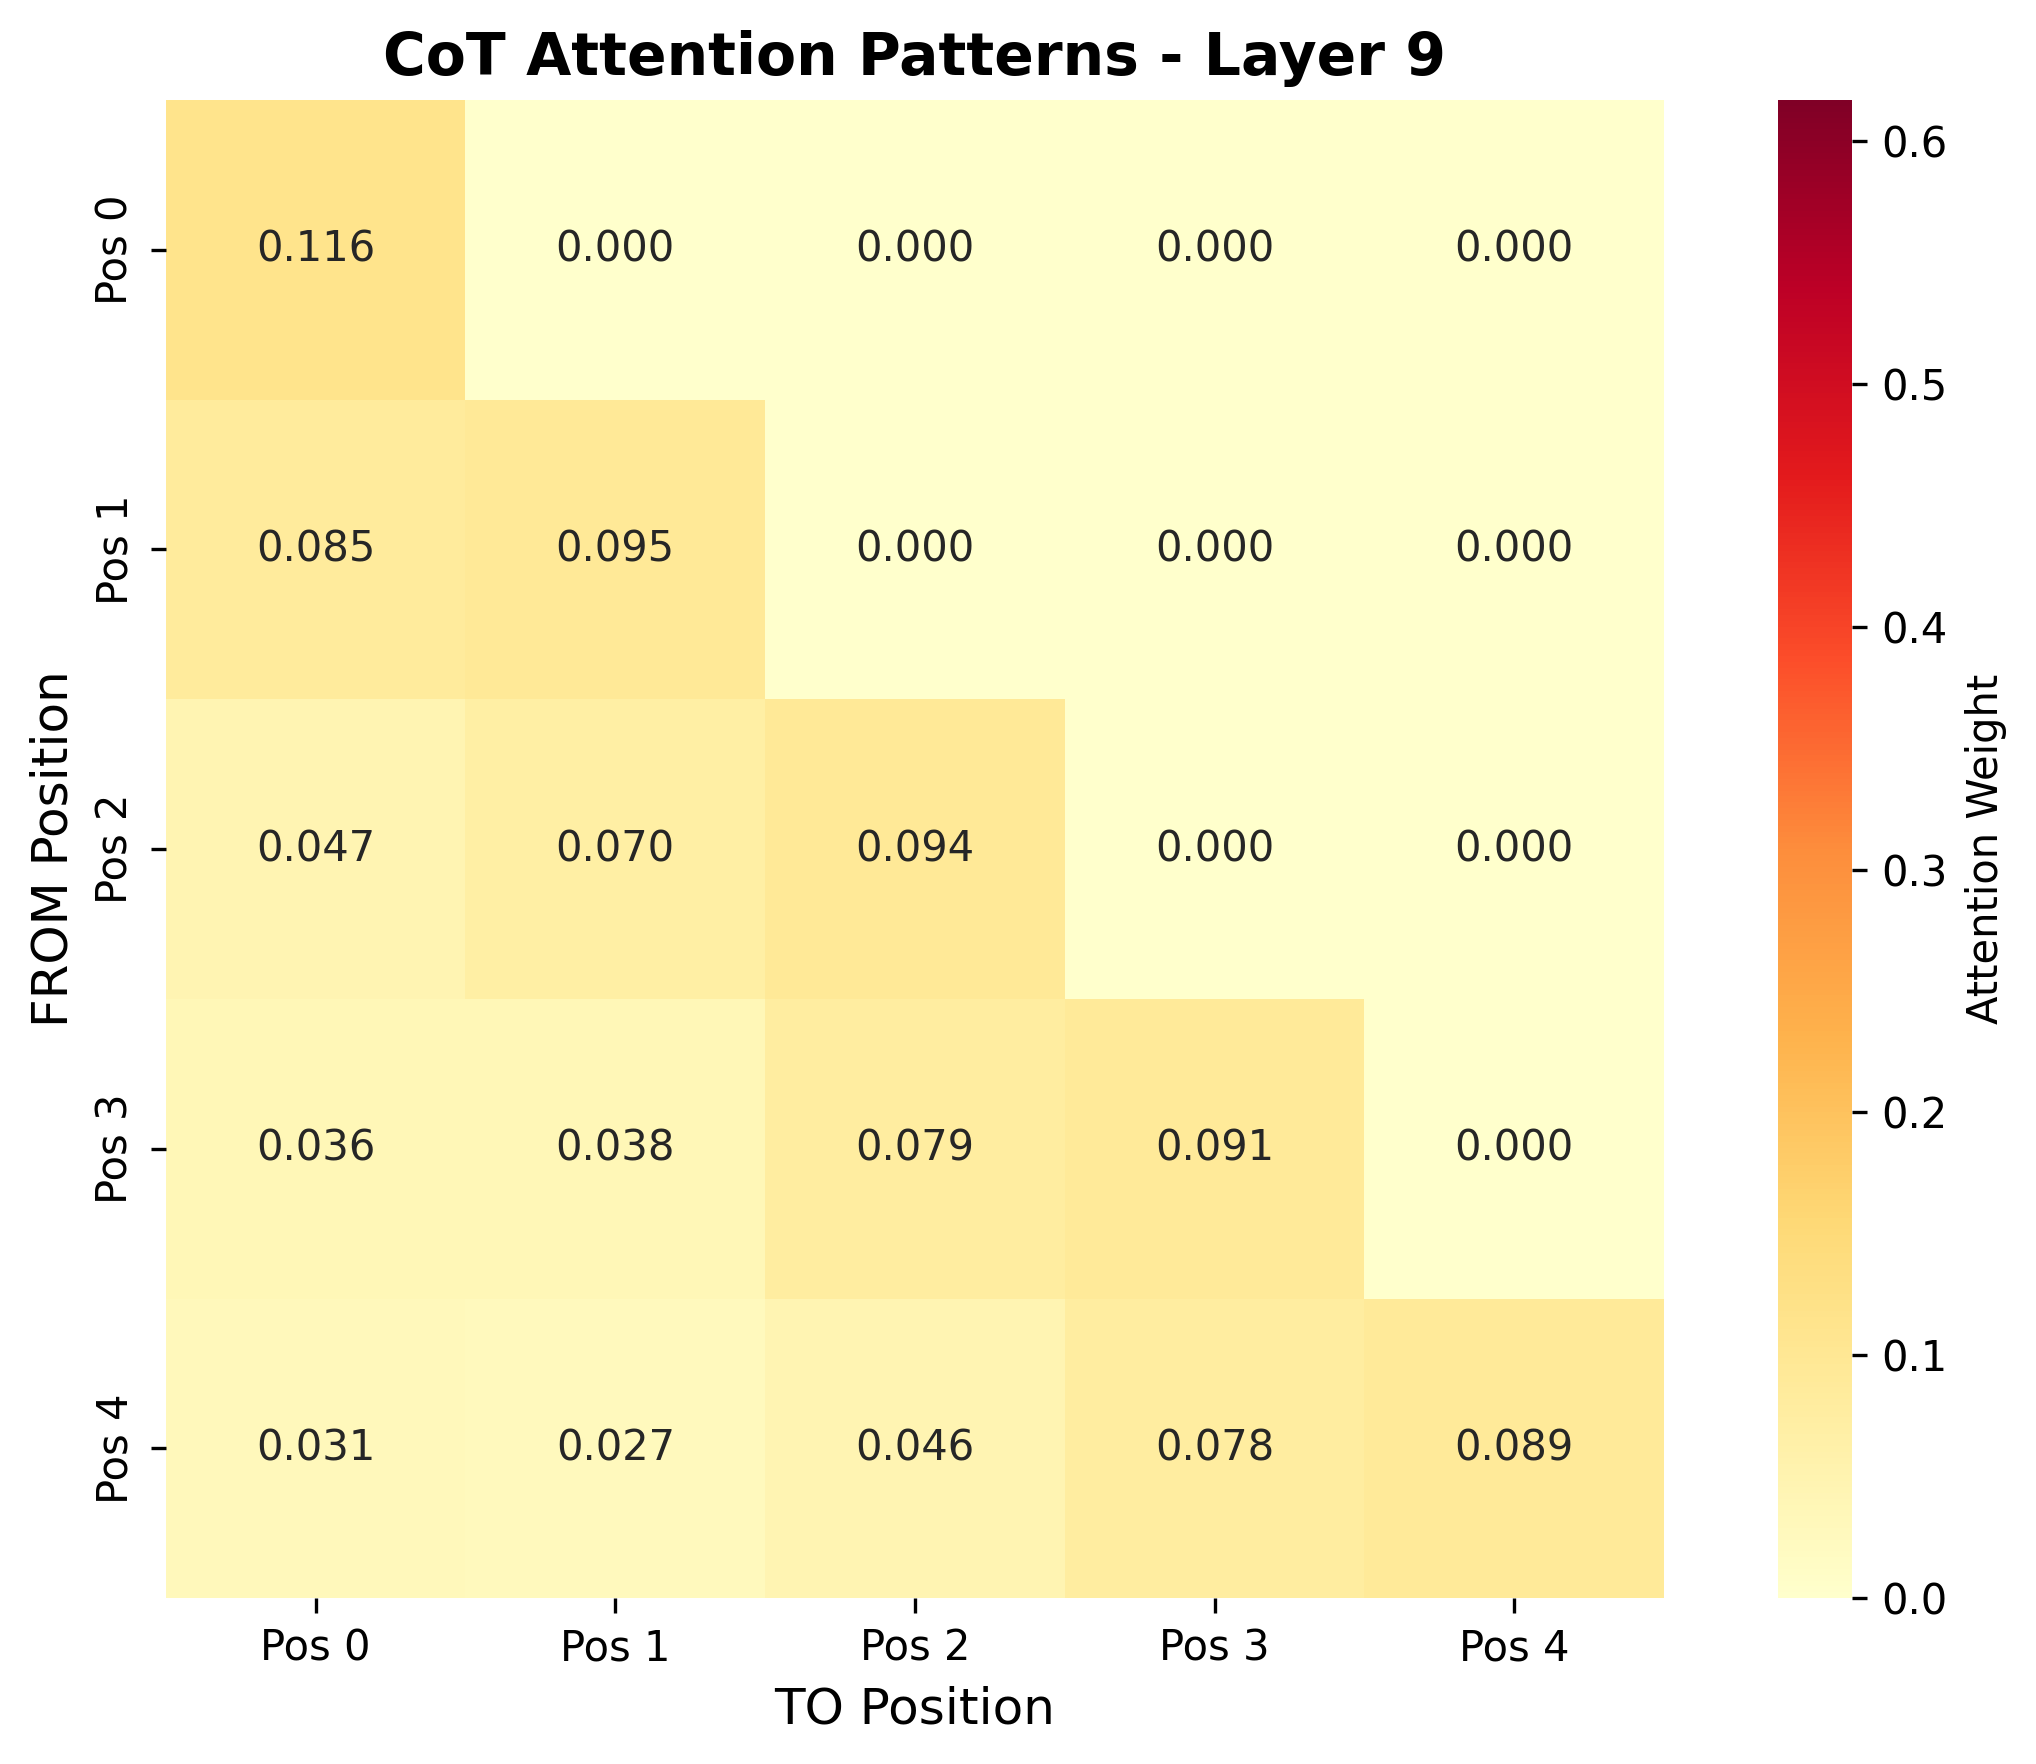 CoT Attention Patterns - Layer 9
FROM Position
Pos 0
0.116 0.000 0.000 0.000 0.000
Pos 1
0.085 0.095 0.000 0.000 0.000
Pos 2
0.047 0.070 0.094 0.000 0.000
Pos 3
0.036 0.038 0.079 0.091 0.000
Pos 4
0.031 0.027 0.046 0.078 0.089
Pos 0 Pos 1 Pos 2 Pos 3 Pos 4
TO Position
0.6
0.5
0.4
0.3
0.2
0.1
0.0
Attention Weight